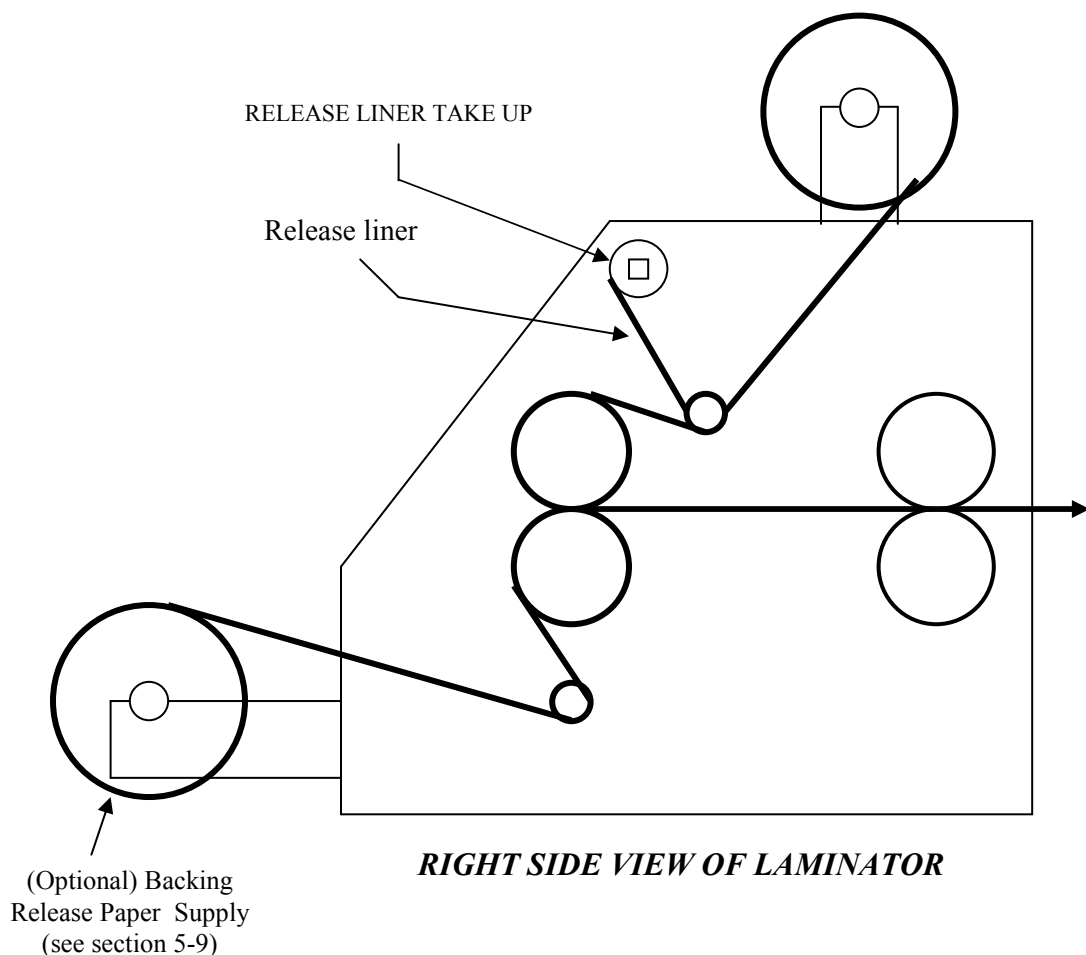 RELEASE LINER TAKE UP
Release liner
RIGHT SIDE VIEW OF LAMINATOR
(Optional) Backing
Release Paper Supply
(see section 5-9)